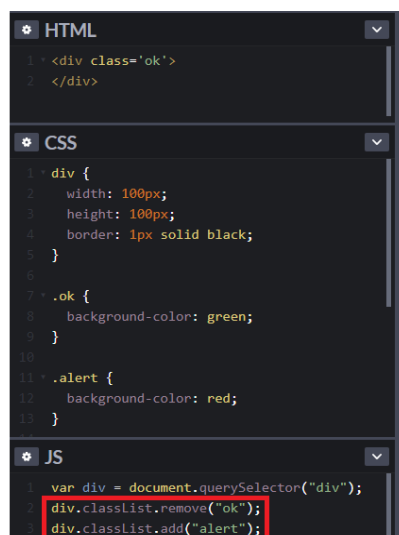 HTML
1 <div class='ok'>
2 </div>
CSS
1 div {
2 width: 100px;
3 height: 100px;
4 border: 1px solid black;
5 }
6
7 .ok {
8 background-color: green;
9 }
10
11 .alert {
12 background-color: red;
13 }
JS
1 var div = document.querySelector("div");
2 div.classList.remove("ok");
3 div.classList.add("alert");